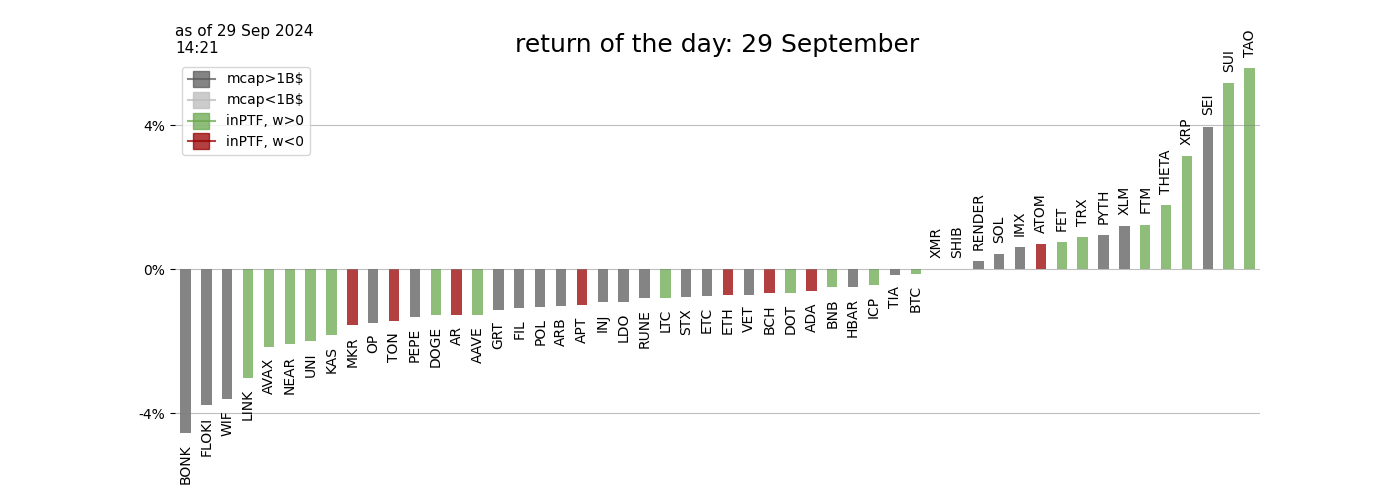 as of 29 Sep 2024
14:21
return of the day: 29 September
mcap>1B$
mcap<1B$
inPTF, w>0
inPTF, w<0
4%
0%
-4%
BONK
FLOKI
WIF
LINK
AVAX
NEAR
UNI
KAS
MKR
OP
TON
PEPE
DOGE
AR
AAVE
GRT
FIL
POL
ARB
APT
INJ
LDO
RUNE
LTC
STX
ETC
ETH
VET
BCH
DOT
ADA
BNB
HBAR
ICP
TIA
BTC
XMR
SHIB
RENDER
SOL
IMX
ATOM
FET
TRX
PYTH
XLM
FTM
THETA
XRP
SEI
SUI
TAO